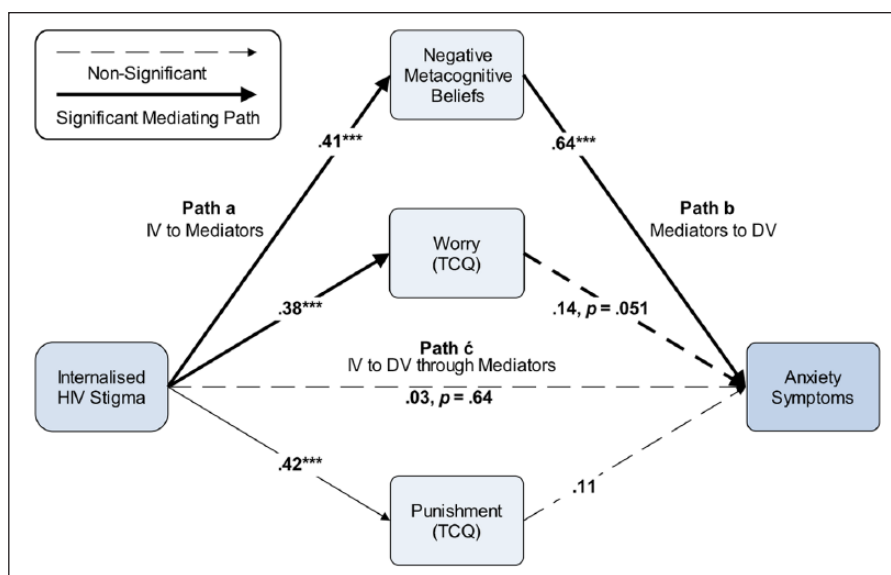 Non-Significant
Significant Mediating Path
Negative
Metacognitive
Beliefs
.41***
.64***
Path a
IV to Mediators
Path b
Mediators to DV
Worry
(TCQ)
.38***
.14, p = .051
Path ć
IV to DV through Mediators
Internalised
HIV Stigma
.03, p = .64
Anxiety
Symptoms
.42***
.11
Punishment
(TCQ)